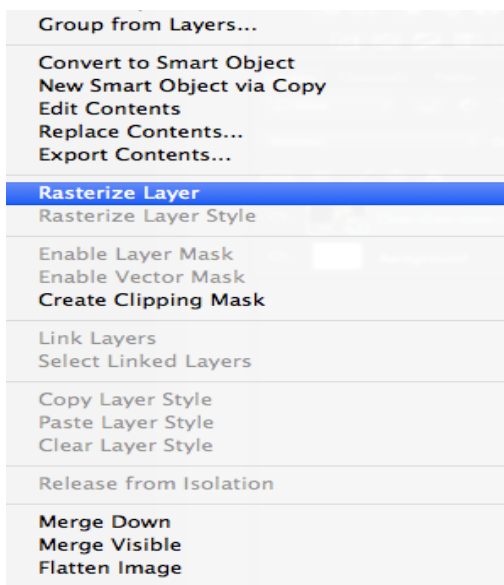 Group from Layers...
Convert to Smart Object
New Smart Object via Copy
Edit Contents
Replace Contents...
Export Contents...
Rasterize Layer
Rasterize Layer Style
Enable Layer Mask
Enable Vector Mask
Create Clipping Mask
Link Layers
Select Linked Layers
Copy Layer Style
Paste Layer Style
Clear Layer Style
Release from Isolation
Merge Down
Merge Visible
Flatten Image